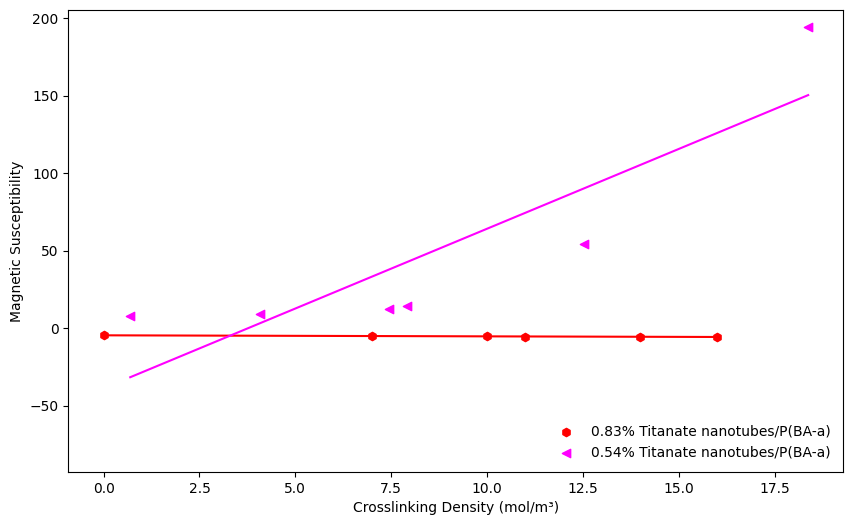 200
150
100
50
0
−50
Magnetic Susceptibility
0.0 2.5 5.0 7.5 10.0 12.5 15.0 17.5
Crosslinking Density (mol/m³)
0.83% Titanate nanotubes/P(BA-a)
0.54% Titanate nanotubes/P(BA-a)